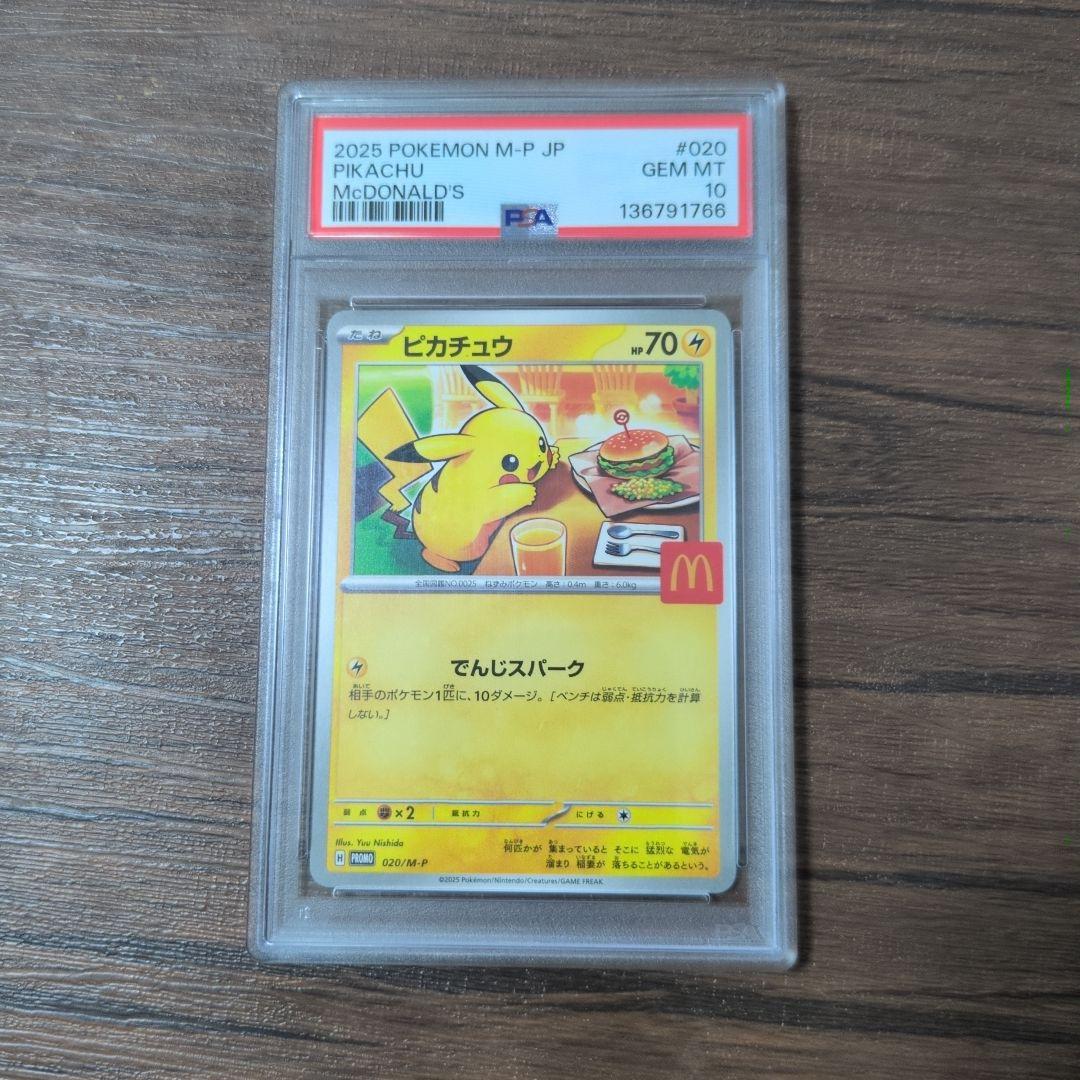 2025 POKEMON M-P JP #020
PIKACHU GEM MT
McDONALD'S 10
PSA 136791766
たね ピカチュウ HP 70
全国図鑑NO.0025 ねずみポケモン 高さ:0.4m 重さ:6.0kg
でんじスパーク
相手のポケモン1匹に、10ダメージ。[ベンチは弱点・抵抗力を計算
しない。]
弱点 ×2 抵抗力 にげる
Illus. Yuu Nishida
何匹かが 集まっていると そこに 猛烈な 電気が
溜まり 稲妻が 落ちることがあるという。
H PROMO 020/M-P
©2025 Pokémon/Nintendo/Creatures/GAME FREAK
PSA